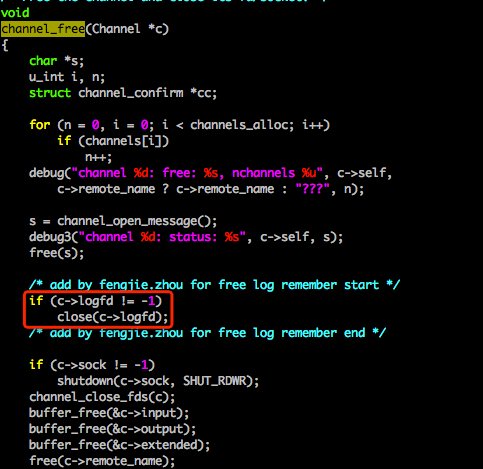 void
channel_free(Channel *c)
{
char *s;
u_int i, n;
struct channel_confirm *cc;
for (n = 0, i = 0; i < channels_alloc; i++)
if (channels[i])
n++;
debug("channel %d: free: %s, nchannels %u", c->self,
c->remote_name ? c->remote_name : "???", n);
s = channel_open_message();
debug3("channel %d: status: %s", c->self, s);
free(s);
/* add by fengjie.zhou for free log remember start */
if (c->logfd != -1)
close(c->logfd);
/* add by fengjie.zhou for free log remember end */
if (c->sock != -1)
shutdown(c->sock, SHUT_RDWR);
channel_close_fds(c);
buffer_free(&c->input);
buffer_free(&c->output);
buffer_free(&c->extended);
free(c->remote_name);